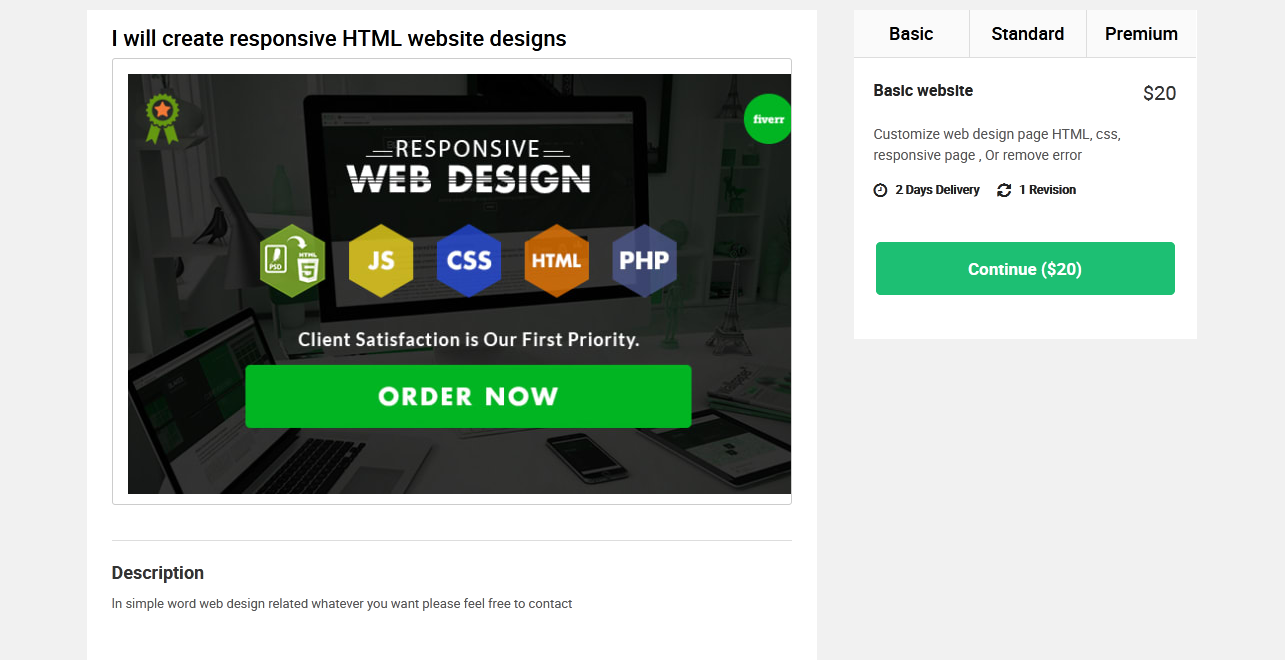 I will create responsive HTML website designs
fiverr
RESPONSIVE
WEB DESIGN
PSD
HTML
JS
CSS
HTML
PHP
Client Satisfaction is Our First Priority.
ORDER NOW
Description
In simple word web design related whatever you want please feel free to contact
Basic
Standard
Premium
Basic website
$20
Customize web design page HTML, css,
responsive page , Or remove error
2 Days Delivery
1 Revision
Continue ($20)